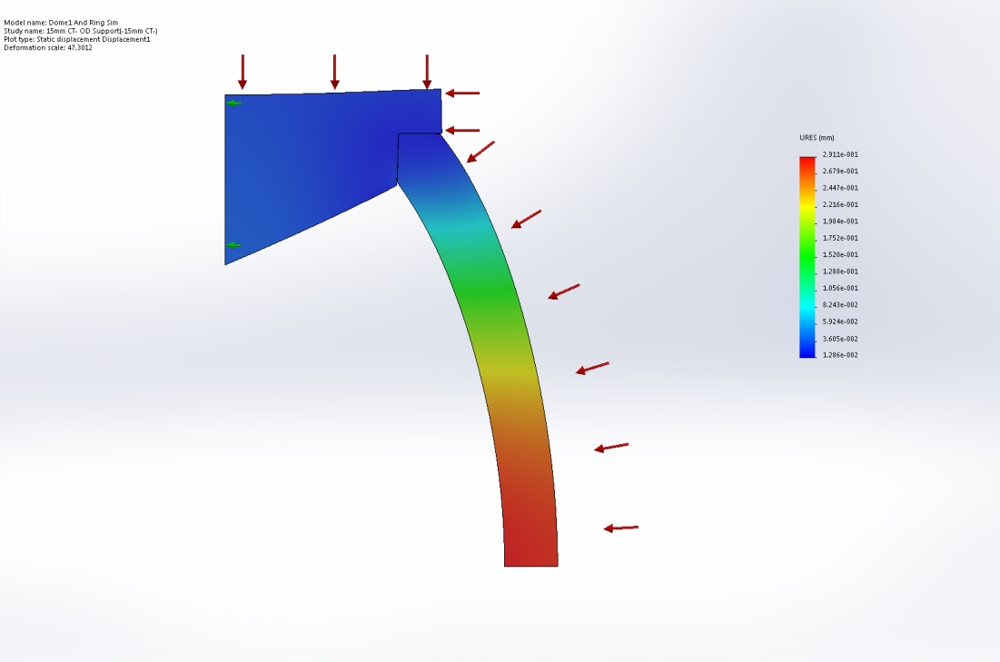 Model name: Dome1 And Ring Sim
Study name: 15mm CT- OD Support(-15mm CT-)
Plot type: Static displacement Displacement1
Deformation scale: 47.3012
URES (mm)
2.911e-001
2.679e-001
2.447e-001
2.216e-001
1.984e-001
1.752e-001
1.520e-001
1.288e-001
1.056e-001
8.243e-002
5.924e-002
3.605e-002
1.286e-002